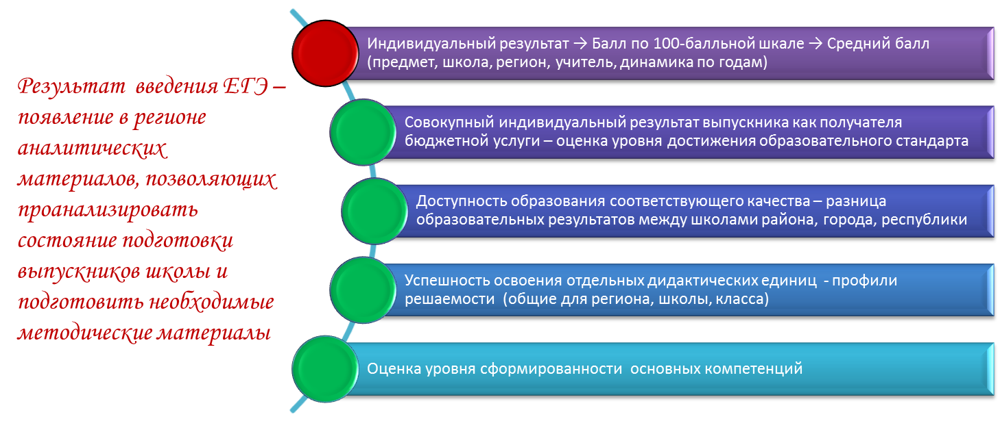 Результат введения ЕГЭ –
появление в регионе
аналитических
материалов, позволяющих
проанализировать
состояние подготовки
выпускников школы и
подготовить необходимые
методические материалы
Индивидуальный результат → Балл по 100-балльной шкале → Средний балл
(предмет, школа, регион, учитель, динамика по годам)
Совокупный индивидуальный результат выпускника как получателя
бюджетной услуги – оценка уровня достижения образовательного стандарта
Доступность образования соответствующего качества – разница
образовательных результатов между школами района, города, республики
Успешность освоения отдельных дидактических единиц - профили
решаемости (общие для региона, школы, класса)
Оценка уровня сформированности основных компетенций